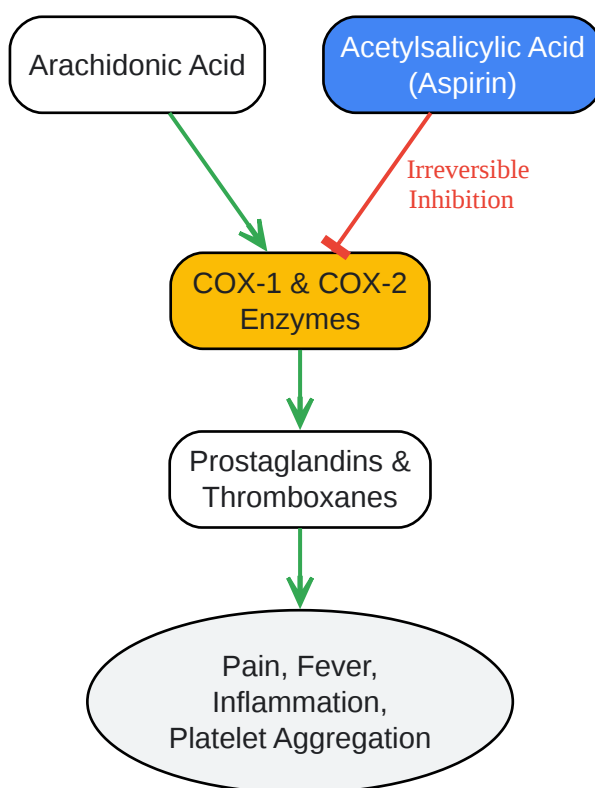 Arachidonic Acid
Acetylsalicylic Acid
(Aspirin)
Irreversible
Inhibition
COX-1 & COX-2
Enzymes
Prostaglandins &
Thromboxanes
Pain, Fever,
Inflammation,
Platelet Aggregation